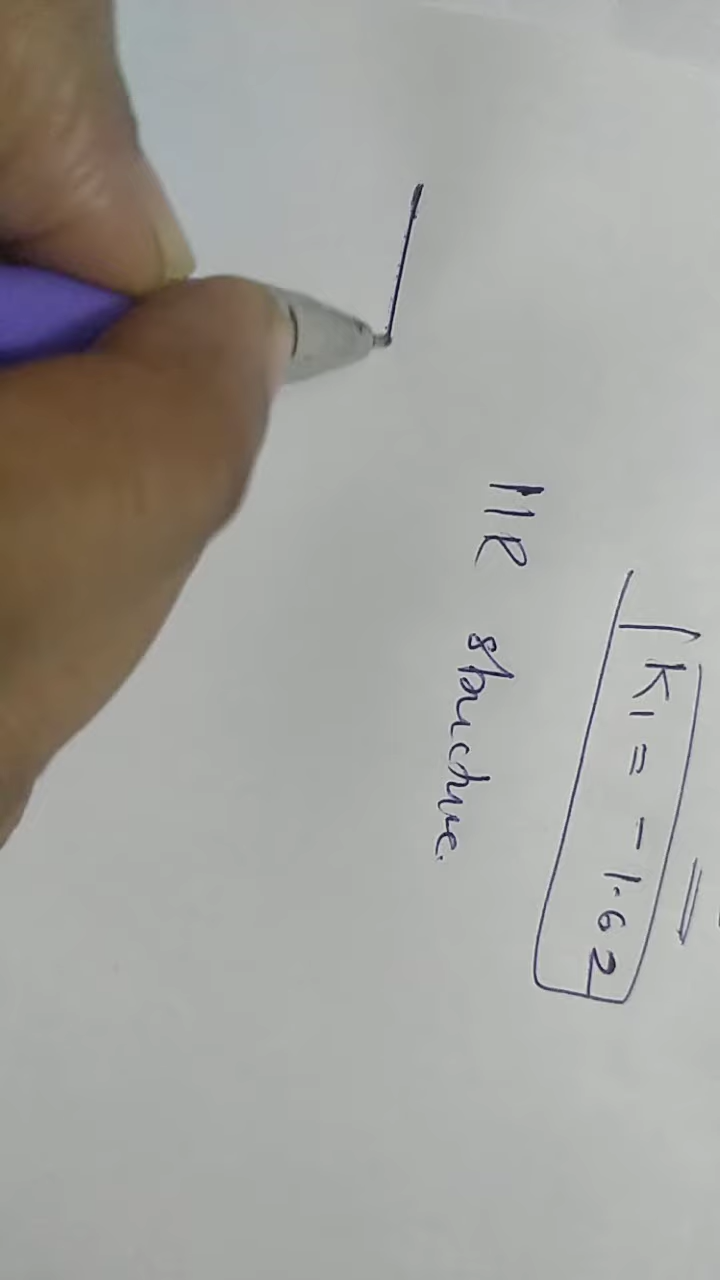 K1 = -1.62
IIR structure.